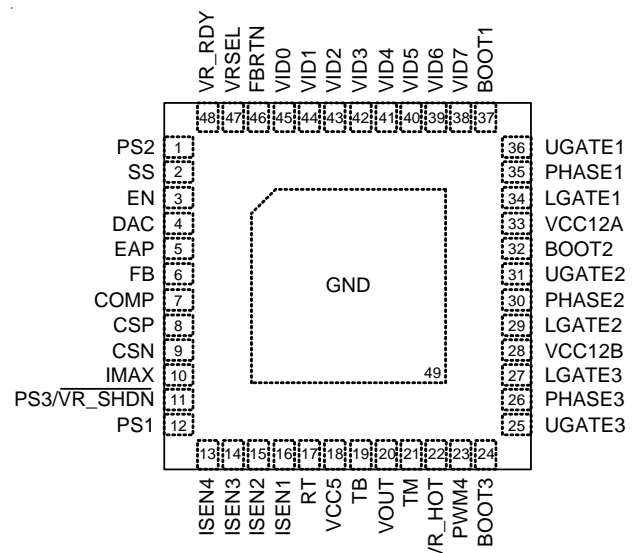 VR_RDY
VRSEL
FBRTN
VID0
VID1
VID2
VID3
VID4
VID5
VID6
VID7
BOOT1
48 47 46 45 44 43 42 41 40 39 38 37
PS2 1
SS 2
EN 3
DAC 4
EAP 5
FB 6
COMP 7
CSP 8
CSN 9
IMAX 10
PS3/VR_SHDN 11
PS1 12
GND
49
36 UGATE1
35 PHASE1
34 LGATE1
33 VCC12A
32 BOOT2
31 UGATE2
30 PHASE2
29 LGATE2
28 VCC12B
27 LGATE3
26 PHASE3
25 UGATE3
13 14 15 16 17 18 19 20 21 22 23 24
ISEN4
ISEN3
ISEN2
ISEN1
RT
VCC5
TB
VOUT
TM
VR_HOT
PWM4
BOOT3